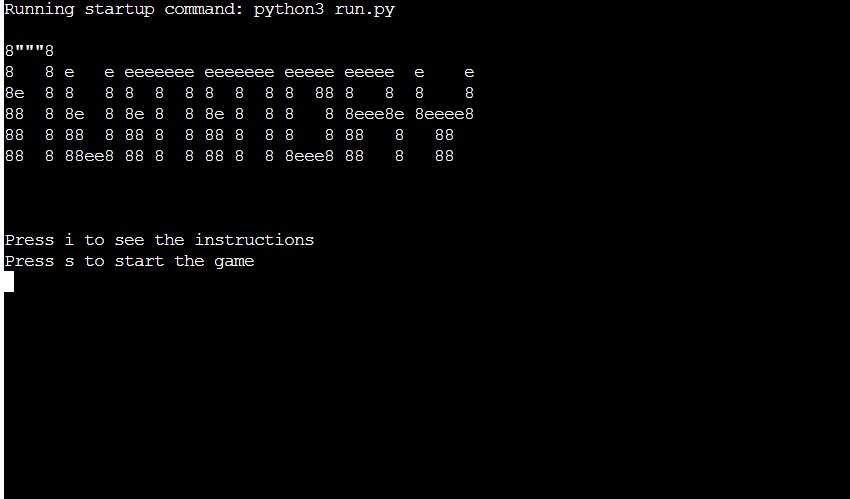 Running startup command: python3 run.py
8"""8
8   8 e   e eeeeeee eeeeeee eeeee eeeee  e    e
8e  8 8   8 8  8  8 8  8  8 8  88 8   8  8    8
88  8 8e  8 8e 8  8 8e 8  8 8   8 8eee8e 8eeee8
88  8 88  8 88 8  8 88 8  8 8   8 88   8   88
88  8 88ee8 88 8  8 88 8  8 8eee8 88   8   88
Press i to see the instructions
Press s to start the game